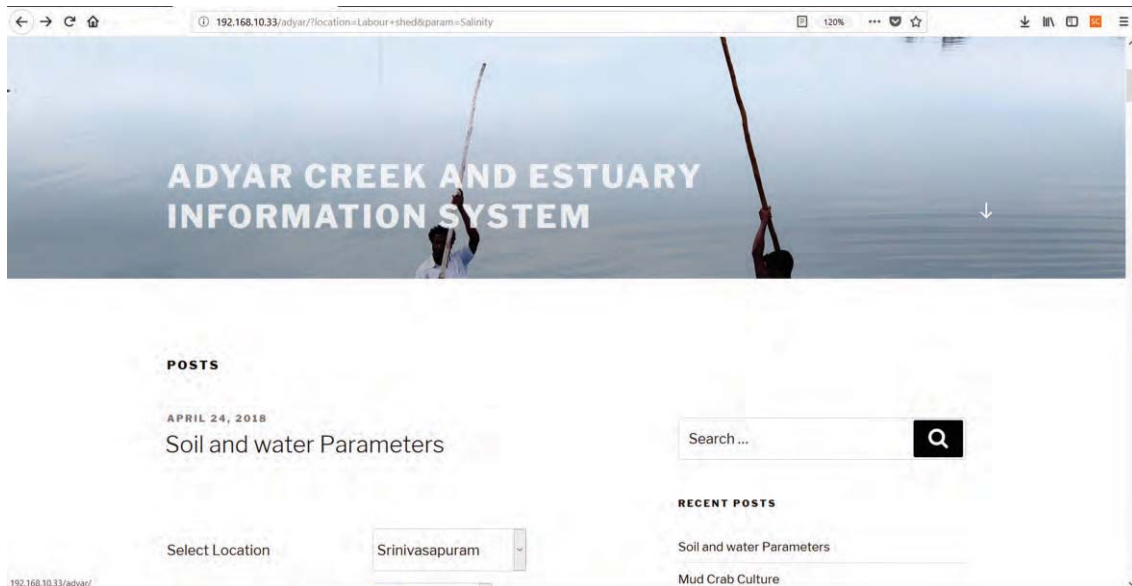 192.168.10.33/adyar/?location=Labour+shed&param=Salinity
120%
SC
ADYAR CREEK AND ESTUARY
INFORMATION SYSTEM
POSTS
APRIL 24, 2018
Soil and water Parameters
Select Location
Srinivasapuram
Search ...
RECENT POSTS
Soil and water Parameters
Mud Crab Culture
192.168.10.33/adyar/